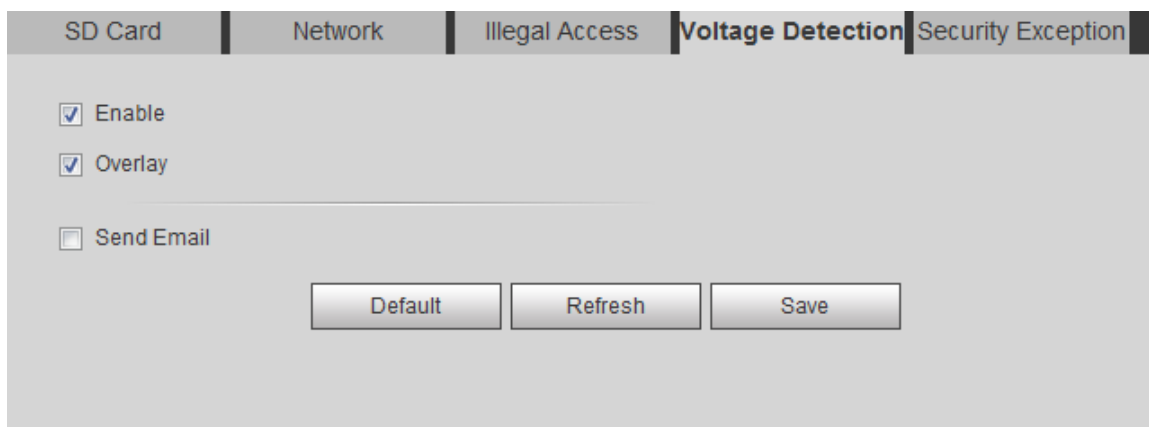 SD Card Network Illegal Access Voltage Detection Security Exception
Enable
Overlay
Send Email
Default Refresh Save